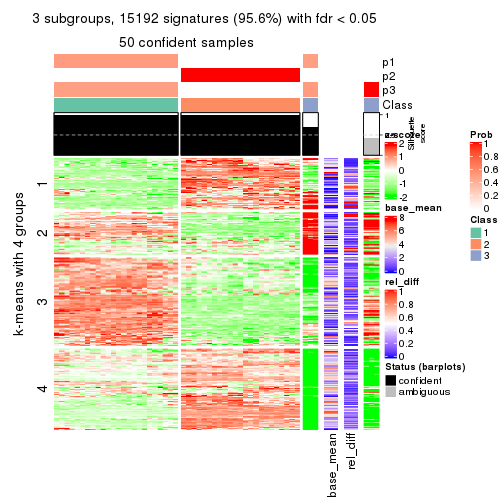 3 subgroups, 15192 signatures (95.6%) with fdr < 0.05
50 confident samples
p1
p2
p3
Class
1
Silhouette
score
k-means with 4 groups
1
2
3
4
base_mean
rel_diff
z-score
2
1
0
-1
-2
base_mean
8
6
4
2
0
rel_diff
1
0.8
0.6
0.4
0.2
0
Status (barplots)
confident
ambiguous
Prob
1
0.8
0.6
0.4
0.2
0
Class
1
2
3